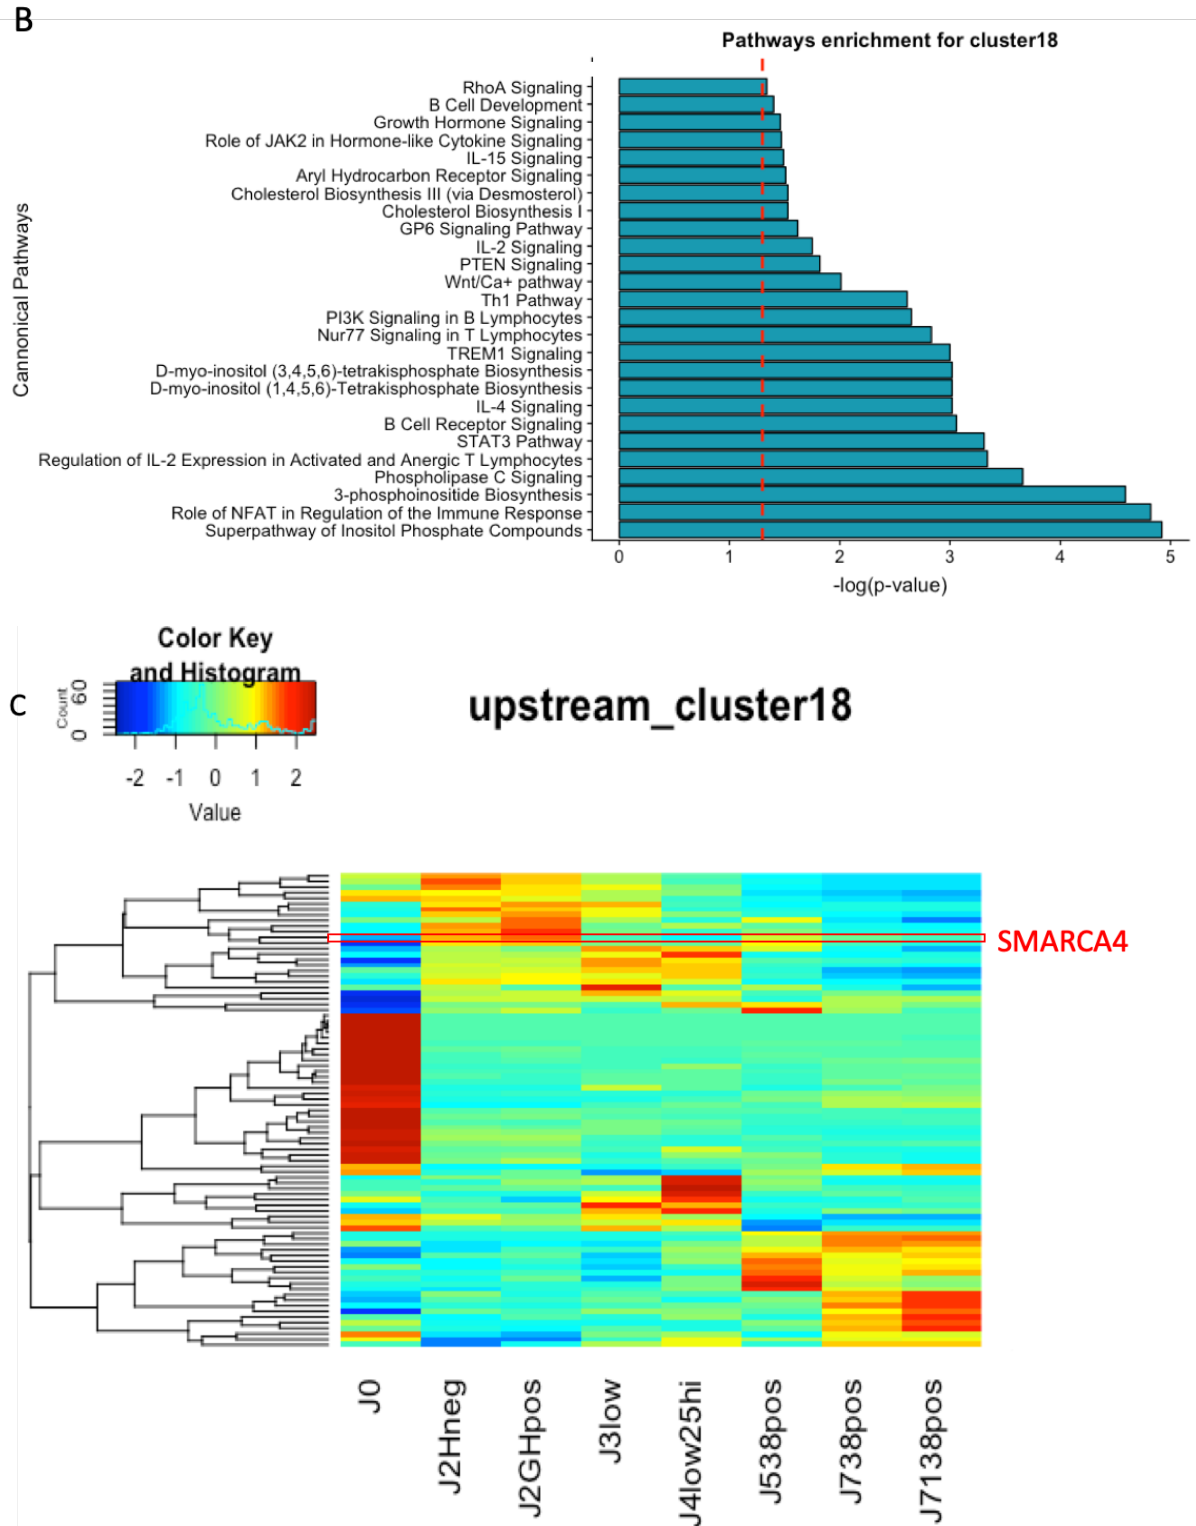 B
Pathways enrichment for cluster18
Cannonical Pathways
RhoA Signaling
B Cell Development
Growth Hormone Signaling
Role of JAK2 in Hormone-like Cytokine Signaling
IL-15 Signaling
Aryl Hydrocarbon Receptor Signaling
Cholesterol Biosynthesis III (via Desmosterol)
Cholesterol Biosynthesis I
GP6 Signaling Pathway
IL-2 Signaling
PTEN Signaling
Wnt/Ca+ pathway
Th1 Pathway
PI3K Signaling in B Lymphocytes
Nur77 Signaling in T Lymphocytes
TREM1 Signaling
D-myo-inositol (3,4,5,6)-tetrakisphosphate Biosynthesis
D-myo-inositol (1,4,5,6)-Tetrakisphosphate Biosynthesis
IL-4 Signaling
B Cell Receptor Signaling
STAT3 Pathway
Regulation of IL-2 Expression in Activated and Anergic T Lymphocytes
Phospholipase C Signaling
3-phosphoinositide Biosynthesis
Role of NFAT in Regulation of the Immune Response
Superpathway of Inositol Phosphate Compounds
0 1 2 3 4 5
-log(p-value)
C
Color Key
and Histogram
Count
0 60
-2 -1 0 1 2
Value
upstream_cluster18
SMARCA4
J0
J2Hneg
J2GHpos
J3low
J4low25hi
J538pos
J738pos
J7138pos